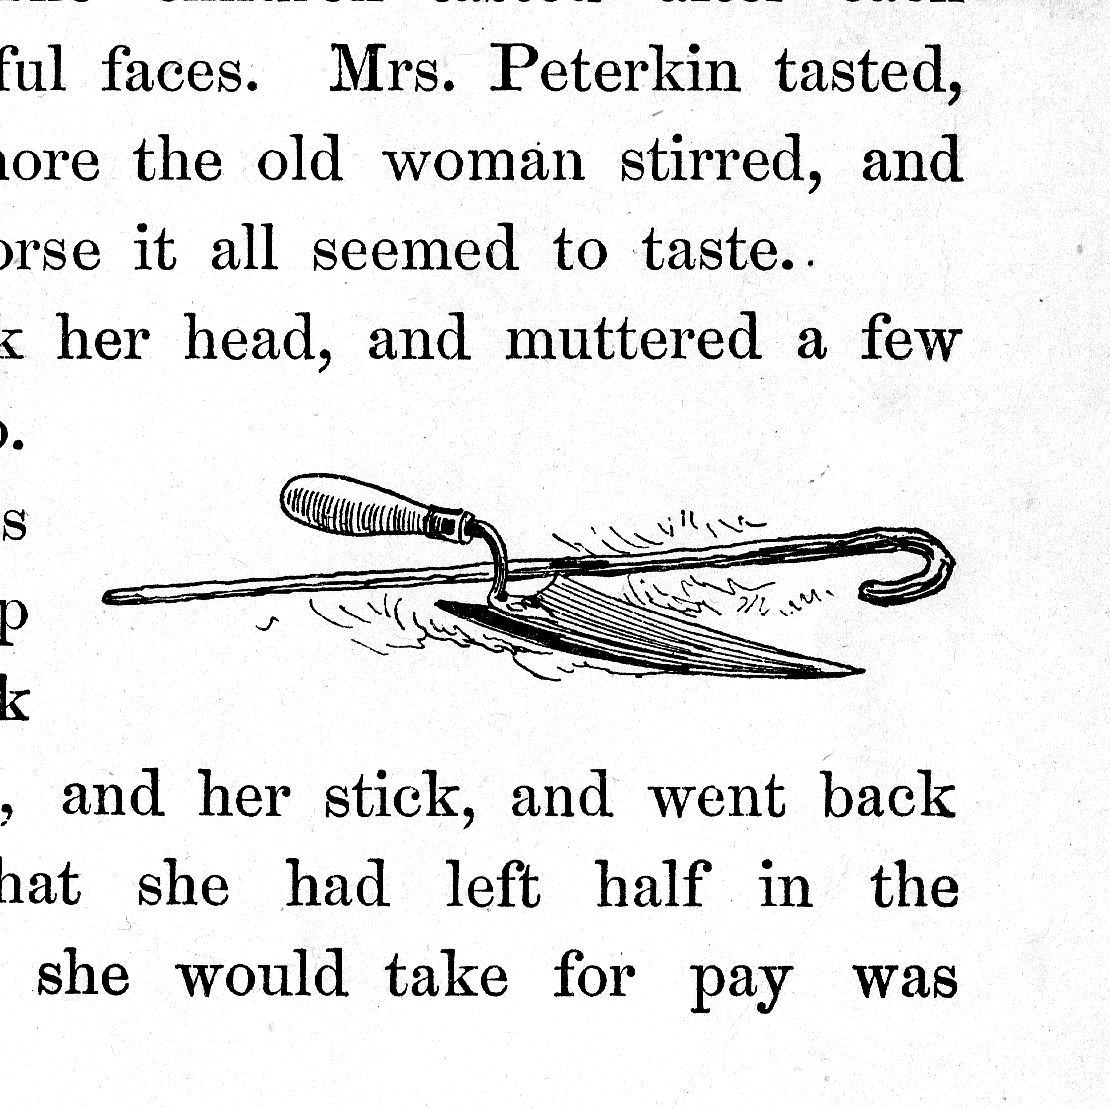 ful faces. Mrs. Peterkin tasted,
ore the old woman stirred, and
orse it all seemed to taste..
k her head, and muttered a few
o.
s
p
k
, and her stick, and went back
hat she had left half in the
she would take for pay was